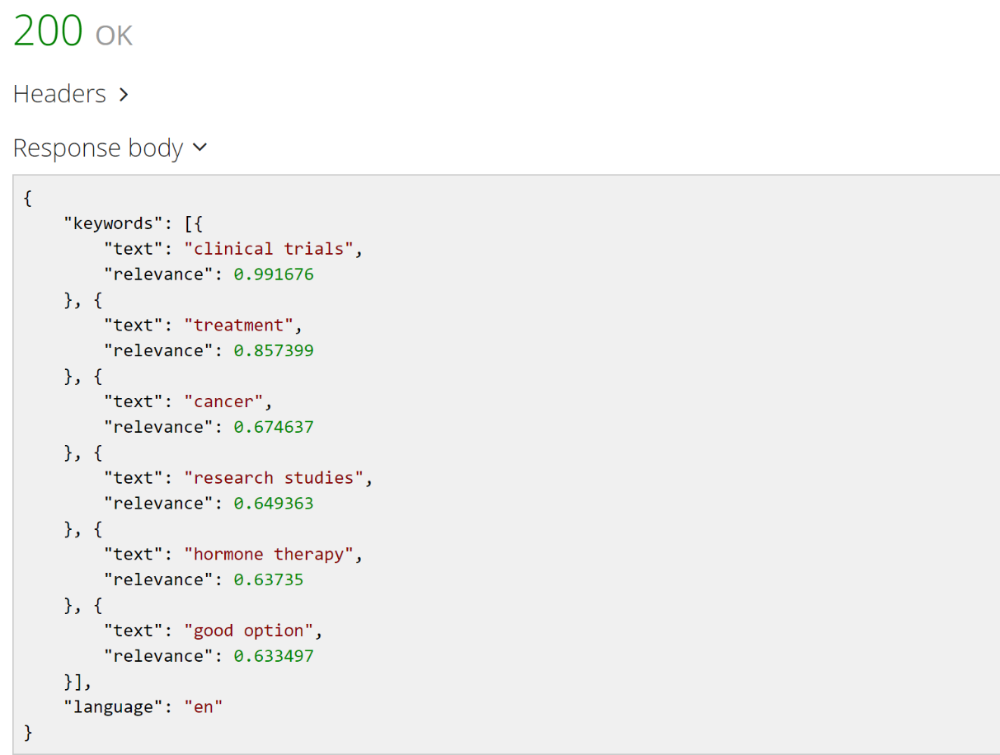 200 OK
Headers >
Response body
{
    "keywords": [{
        "text": "clinical trials",
        "relevance": 0.991676
    }, {
        "text": "treatment",
        "relevance": 0.857399
    }, {
        "text": "cancer",
        "relevance": 0.674637
    }, {
        "text": "research studies",
        "relevance": 0.649363
    }, {
        "text": "hormone therapy",
        "relevance": 0.63735
    }, {
        "text": "good option",
        "relevance": 0.633497
    }],
    "language": "en"
}